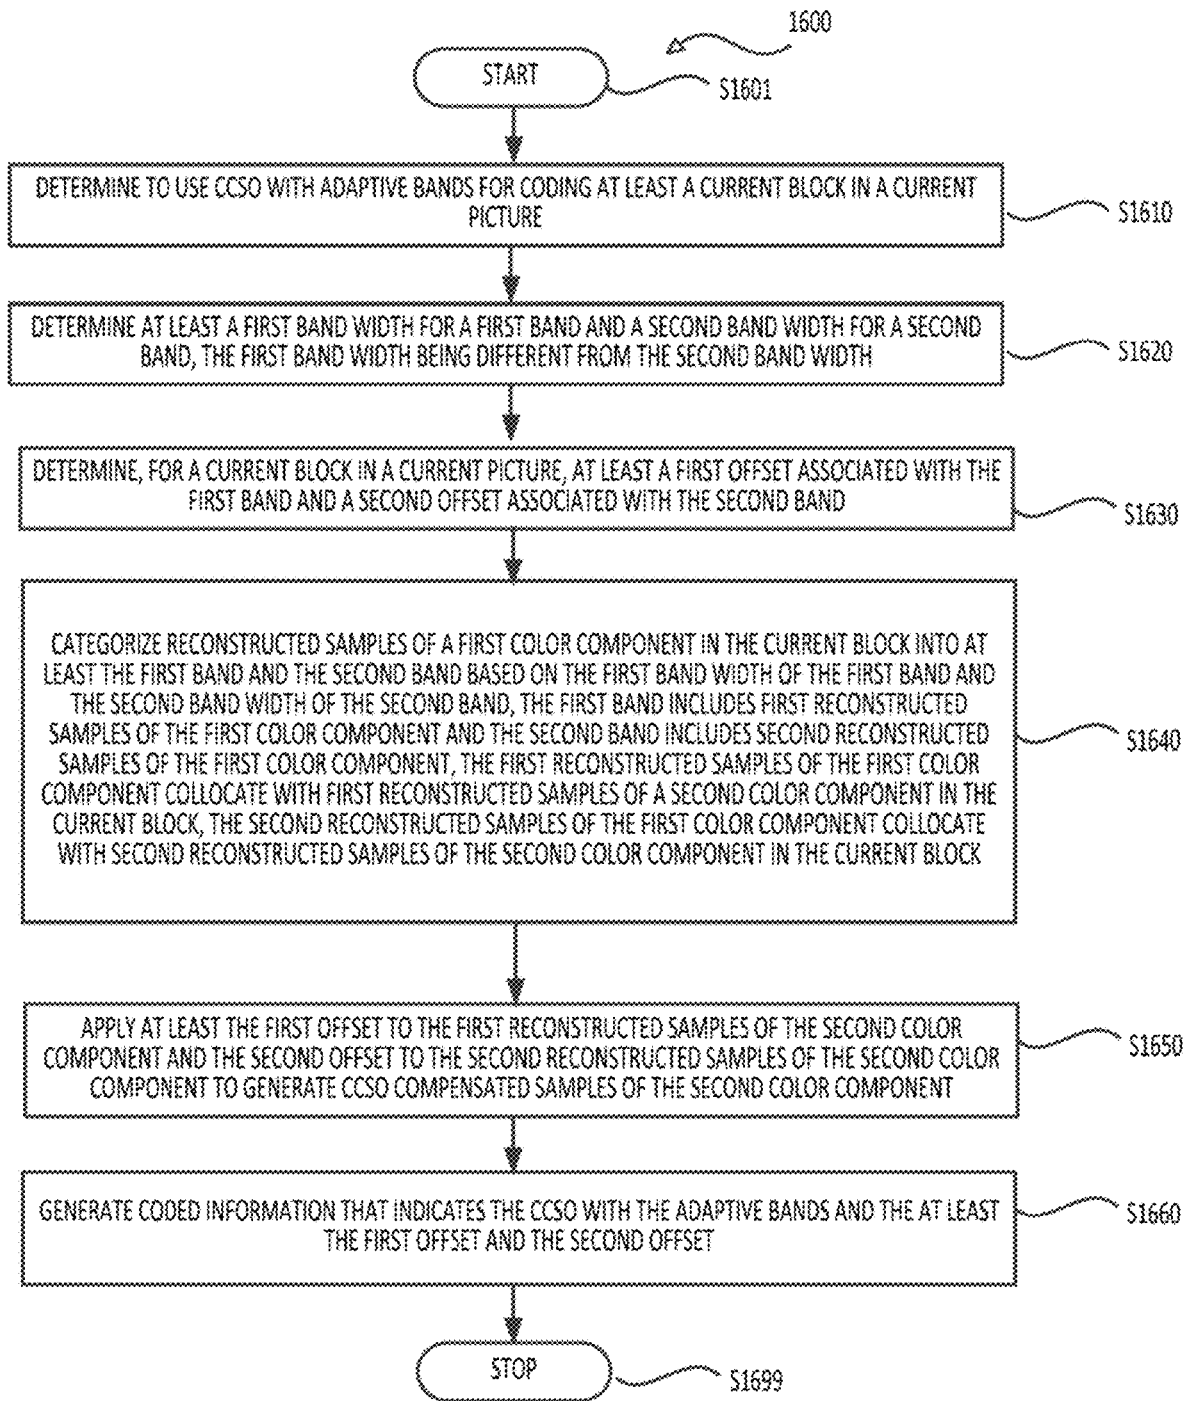 1600
START
S1601
DETERMINE TO USE CCSO WITH ADAPTIVE BANDS FOR CODING AT LEAST A CURRENT BLOCK IN A CURRENT
PICTURE
S1610
DETERMINE AT LEAST A FIRST BAND WIDTH FOR A FIRST BAND AND A SECOND BAND WIDTH FOR A SECOND
BAND, THE FIRST BAND WIDTH BEING DIFFERENT FROM THE SECOND BAND WIDTH
S1620
DETERMINE, FOR A CURRENT BLOCK IN A CURRENT PICTURE, AT LEAST A FIRST OFFSET ASSOCIATED WITH THE
FIRST BAND AND A SECOND OFFSET ASSOCIATED WITH THE SECOND BAND
S1630
CATEGORIZE RECONSTRUCTED SAMPLES OF A FIRST COLOR COMPONENT IN THE CURRENT BLOCK INTO AT
LEAST THE FIRST BAND AND THE SECOND BAND BASED ON THE FIRST BAND WIDTH OF THE FIRST BAND AND
THE SECOND BAND WIDTH OF THE SECOND BAND, THE FIRST BAND INCLUDES FIRST RECONSTRUCTED
SAMPLES OF THE FIRST COLOR COMPONENT AND THE SECOND BAND INCLUDES SECOND RECONSTRUCTED
SAMPLES OF THE FIRST COLOR COMPONENT, THE FIRST RECONSTRUCTED SAMPLES OF THE FIRST COLOR
COMPONENT COLLOCATE WITH FIRST RECONSTRUCTED SAMPLES OF A SECOND COLOR COMPONENT IN THE
CURRENT BLOCK, THE SECOND RECONSTRUCTED SAMPLES OF THE FIRST COLOR COMPONENT COLLOCATE
WITH SECOND RECONSTRUCTED SAMPLES OF THE SECOND COLOR COMPONENT IN THE CURRENT BLOCK
S1640
APPLY AT LEAST THE FIRST OFFSET TO THE FIRST RECONSTRUCTED SAMPLES OF THE SECOND COLOR
COMPONENT AND THE SECOND OFFSET TO THE SECOND RECONSTRUCTED SAMPLES OF THE SECOND COLOR
COMPONENT TO GENERATE CCSO COMPENSATED SAMPLES OF THE SECOND COLOR COMPONENT
S1650
GENERATE CODED INFORMATION THAT INDICATES THE CCSO WITH THE ADAPTIVE BANDS AND THE AT LEAST
THE FIRST OFFSET AND THE SECOND OFFSET
S1660
STOP
S1699